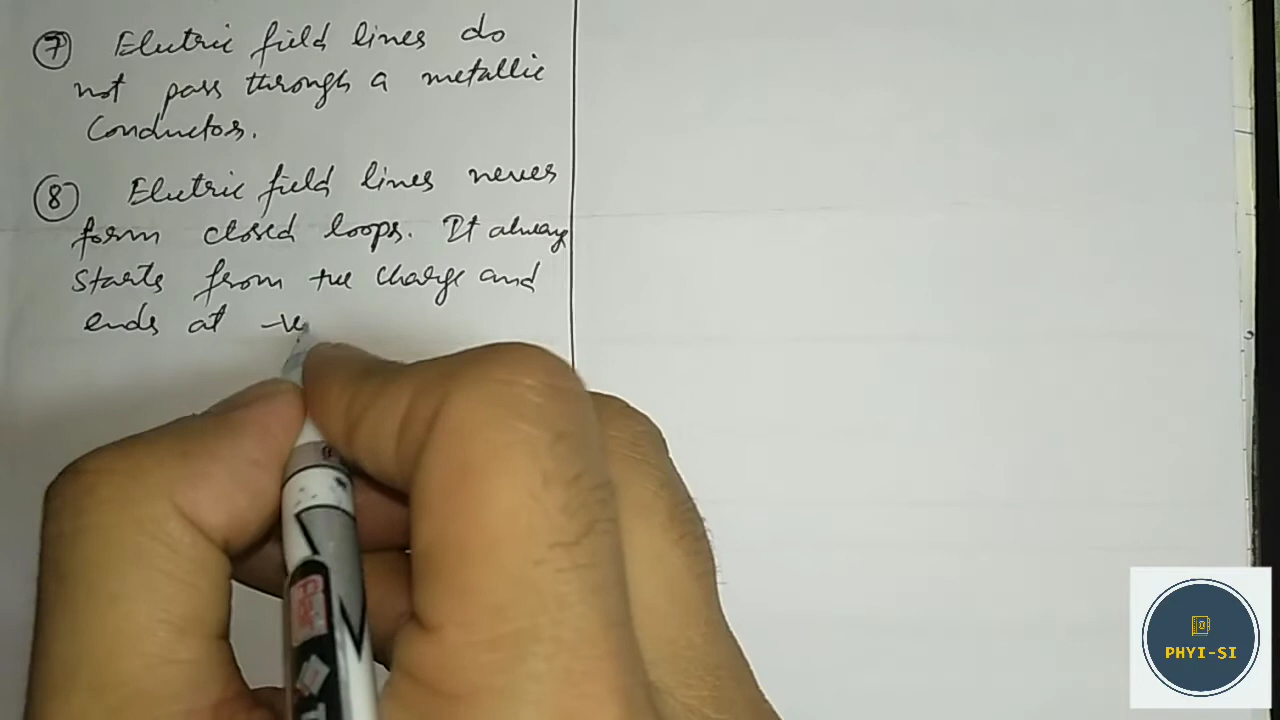 7 Electric field lines do
not pass through a metallic
Conductor.
8 Electric field lines never
form closed loops. It always
starts from +ve charge and
ends at -ve
PHYI-SI